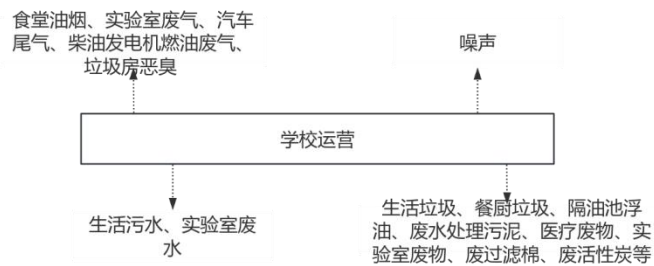 食堂油烟、实验室废气、汽车
尾气、柴油发电机燃油废气、
垃圾房恶臭
噪声
学校运营
生活污水、实验室废
水
生活垃圾、餐厨垃圾、隔油池浮
油、废水处理污泥、医疗废物、实
验室废物、废过滤棉、废活性炭等